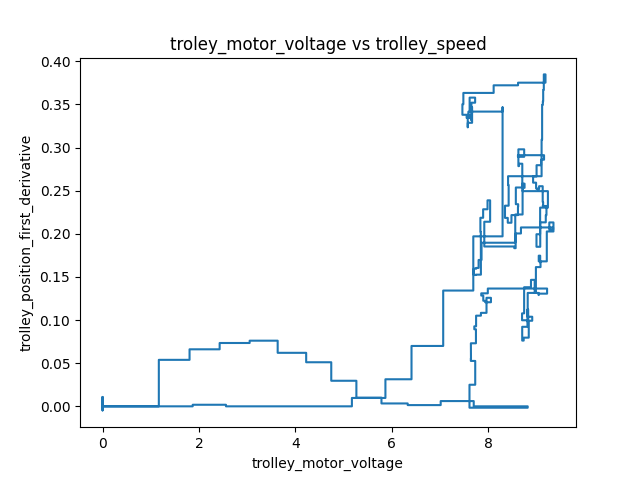 troley_motor_voltage vs trolley_speed
0.40
0.35
0.30
0.25
0.20
0.15
0.10
0.05
0.00
trolley_position_first_derivative
0 2 4 6 8
trolley_motor_voltage